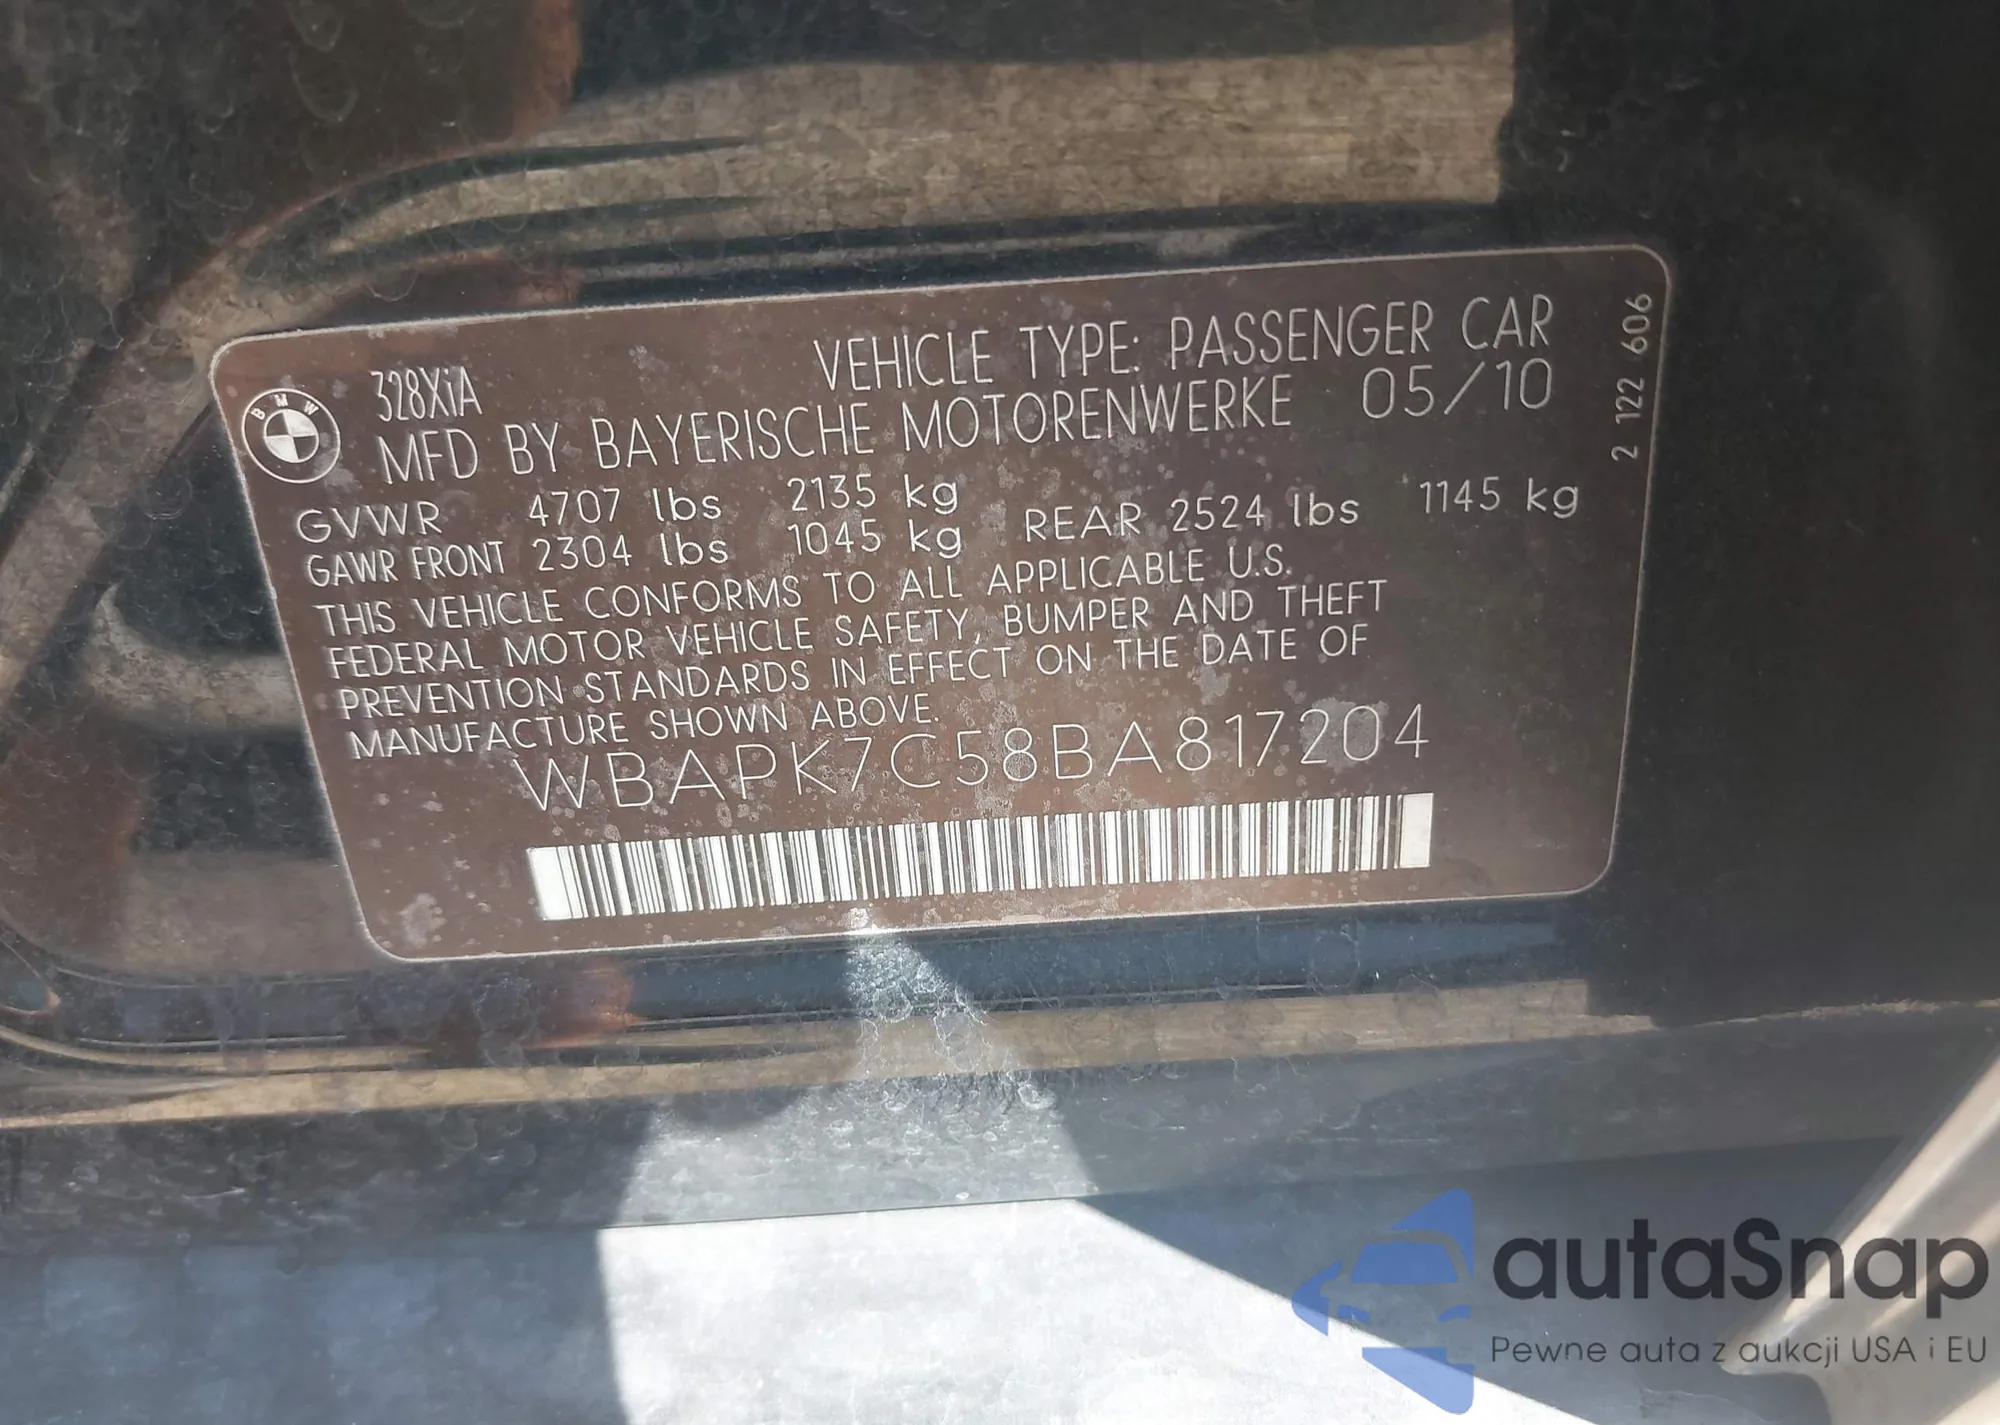 BMW
328XiA
VEHICLE TYPE: PASSENGER CAR
MFD BY BAYERISCHE MOTORENWERKE 05/10
GVWR 4707 lbs 2135 kg
GAWR FRONT 2304 lbs 1045 kg REAR 2524 lbs 1145 kg
THIS VEHICLE CONFORMS TO ALL APPLICABLE U.S.
FEDERAL MOTOR VEHICLE SAFETY, BUMPER AND THEFT
PREVENTION STANDARDS IN EFFECT ON THE DATE OF
MANUFACTURE SHOWN ABOVE.
WBAPK7C58BA817204
2 122 606
autaSnap
Pewne auta z aukcji USA i EU